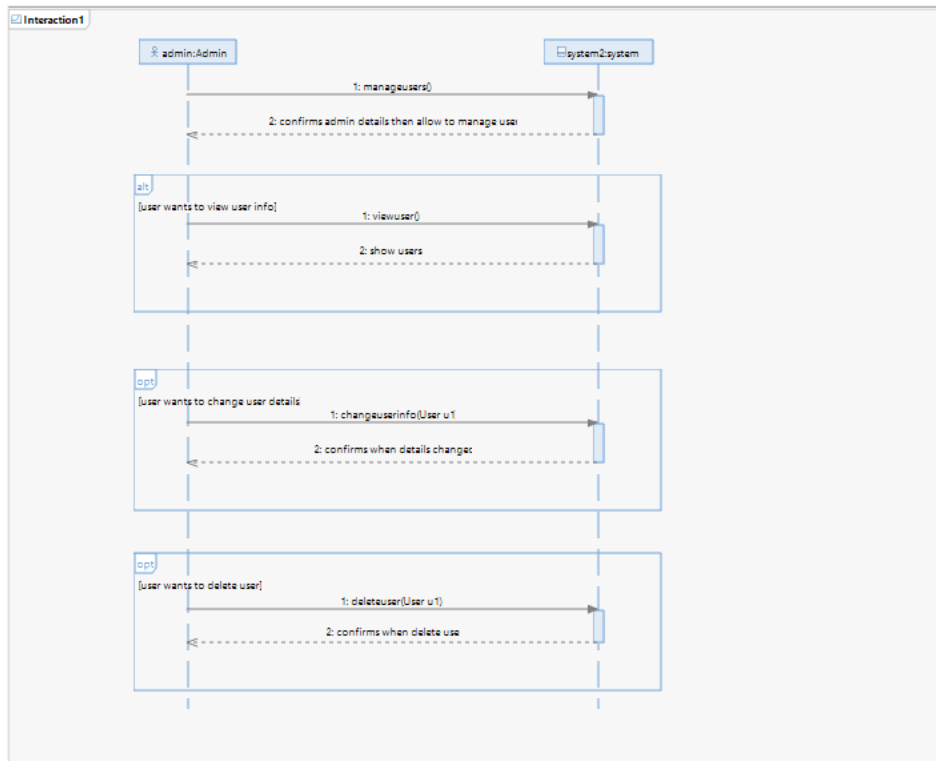 Interaction1
admin:Admin
system2:system
1: manageusers()
2: confirms admin details then allow to manage user
alt
[user wants to view user info]
1: viewuser()
2: show users
opt
[user wants to change user details
1: changeuserinfo(User u1
2: confirms when details changec
opt
[user wants to delete user]
1: deleteuser(User u1)
2: confirms when delete use